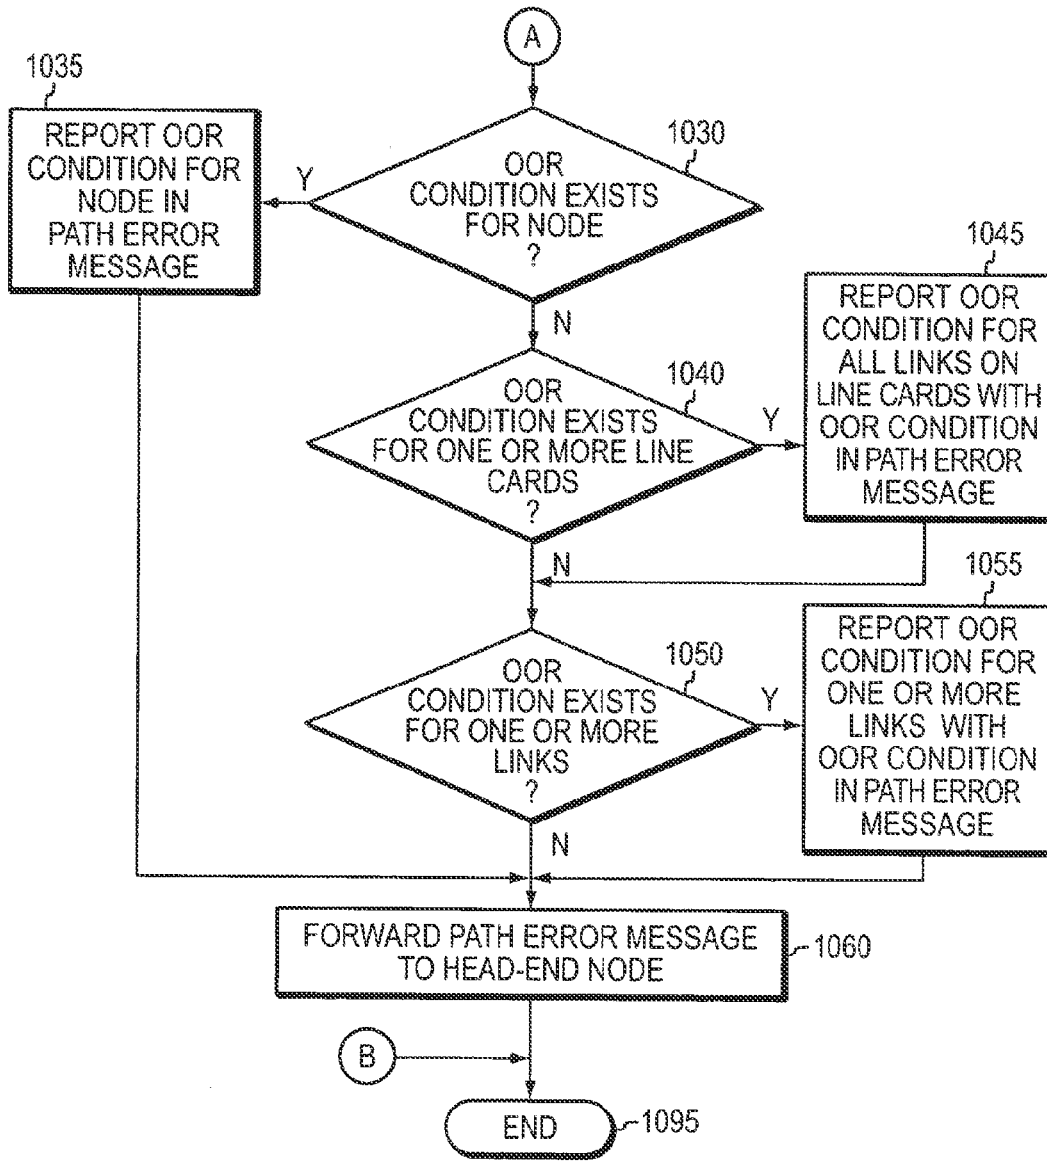 A
1035
REPORT OOR
CONDITION FOR
NODE IN
PATH ERROR
MESSAGE
Y
1030
OOR
CONDITION EXISTS
FOR NODE
?
N
1045
REPORT OOR
CONDITION FOR
ALL LINKS ON
LINE CARDS WITH
OOR CONDITION
IN PATH ERROR
MESSAGE
1040
OOR
CONDITION EXISTS
FOR ONE OR MORE LINE
CARDS
?
Y
N
1055
REPORT OOR
CONDITION FOR
ONE OR MORE
LINKS WITH
OOR CONDITION
IN PATH ERROR
MESSAGE
1050
OOR
CONDITION EXISTS
FOR ONE OR MORE
LINKS
?
Y
N
FORWARD PATH ERROR MESSAGE
TO HEAD-END NODE
1060
B
END
1095